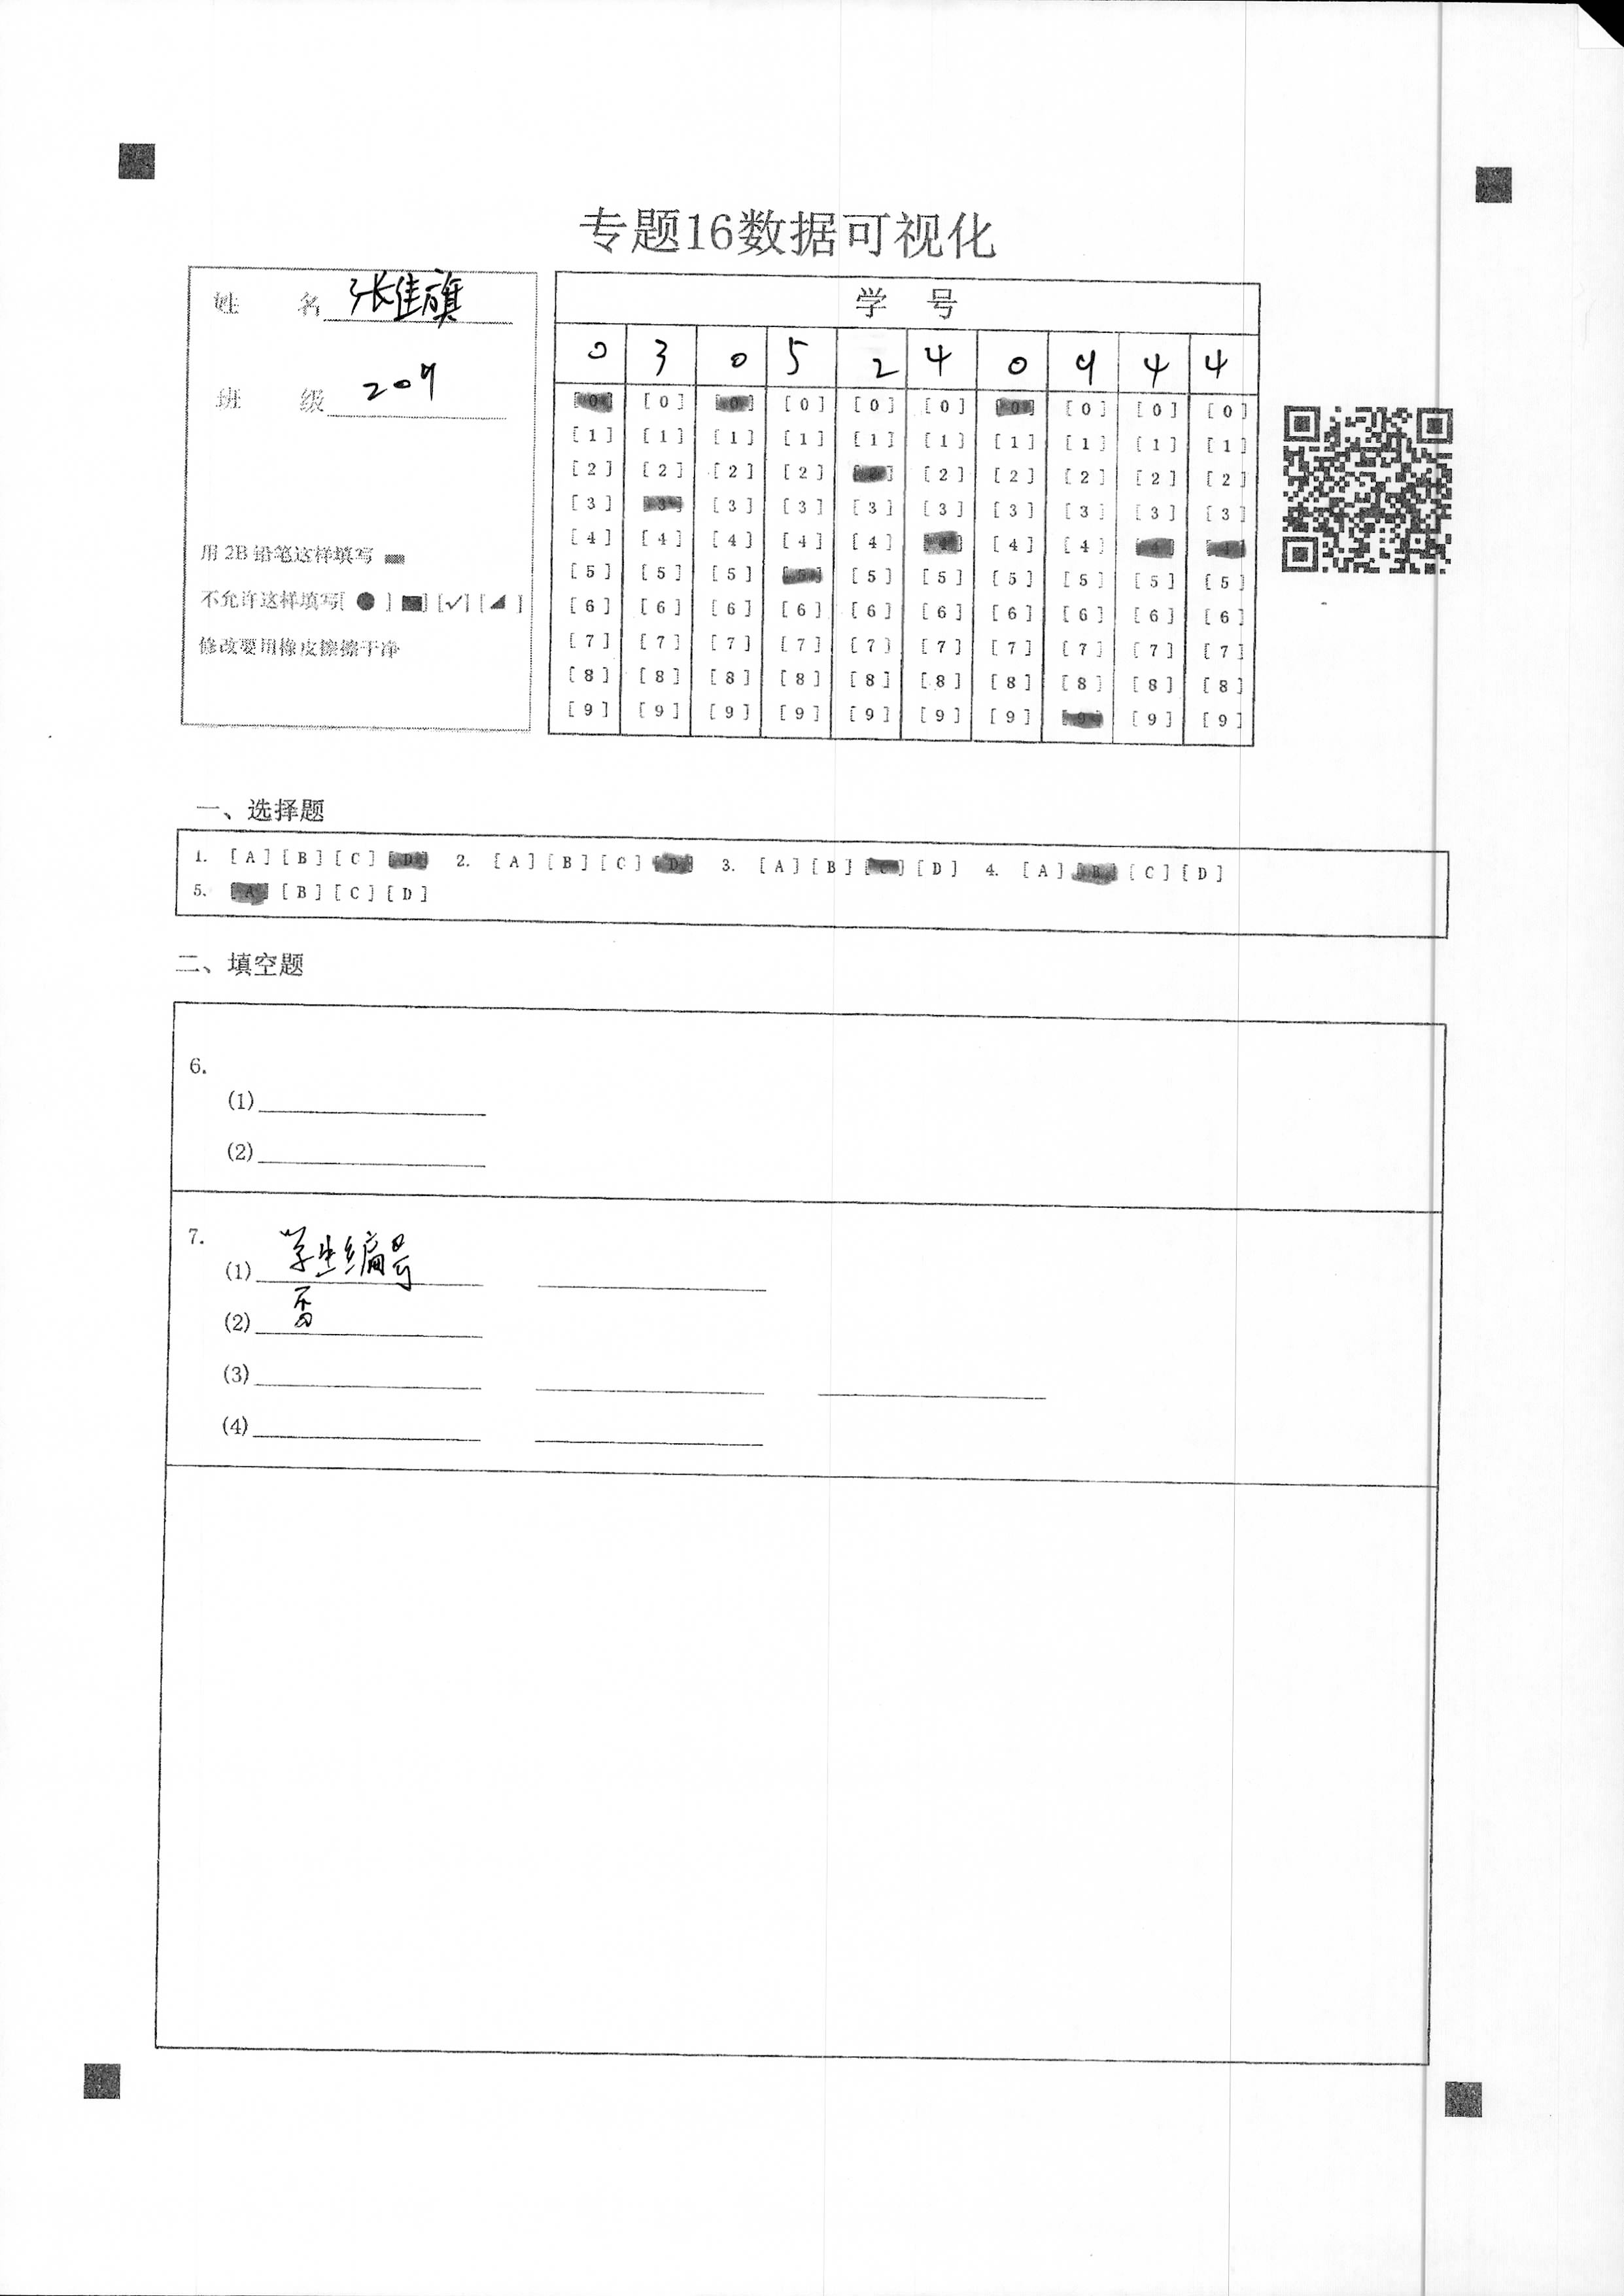 专题16数据可视化
姓 名 张佳旗
班 级 209
用 2B 铅笔这样填写
不允许这样填写[ ● ] [■] [✓] [◢ ]
修改要用橡皮擦擦干净
学 号
0 3 0 5 2 4 0 9 4 4
[0] [0] [0] [0] [0] [0] [0] [0] [0] [0]
[1] [1] [1] [1] [1] [1] [1] [1] [1] [1]
[2] [2] [2] [2] [2] [2] [2] [2] [2] [2]
[3] [3] [3] [3] [3] [3] [3] [3] [3] [3]
[4] [4] [4] [4] [4] [4] [4] [4] [4] [4]
[5] [5] [5] [5] [5] [5] [5] [5] [5] [5]
[6] [6] [6] [6] [6] [6] [6] [6] [6] [6]
[7] [7] [7] [7] [7] [7] [7] [7] [7] [7]
[8] [8] [8] [8] [8] [8] [8] [8] [8] [8]
[9] [9] [9] [9] [9] [9] [9] [9] [9] [9]
一、选择题
1. [A] [B] [C] [D] 2. [A] [B] [C] [D] 3. [A] [B] [C] [D] 4. [A] [B] [C] [D]
5. [A] [B] [C] [D]
二、填空题
6.
(1)
(2)
7.
(1) 学生编号
(2) 否
(3)
(4)